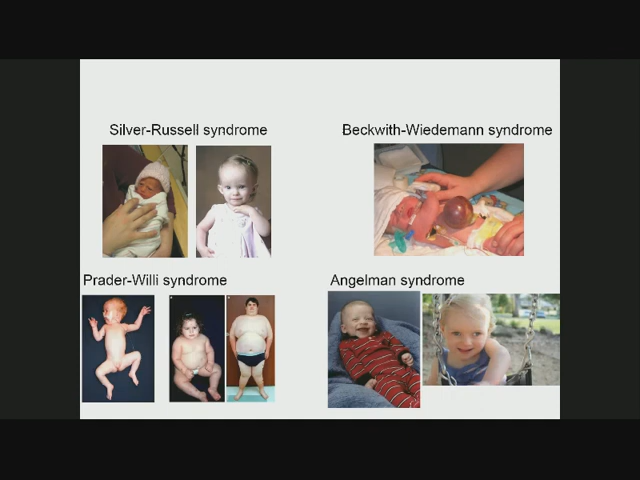 Silver-Russell syndrome
Beckwith-Wiedemann syndrome
Prader-Willi syndrome
Angelman syndrome